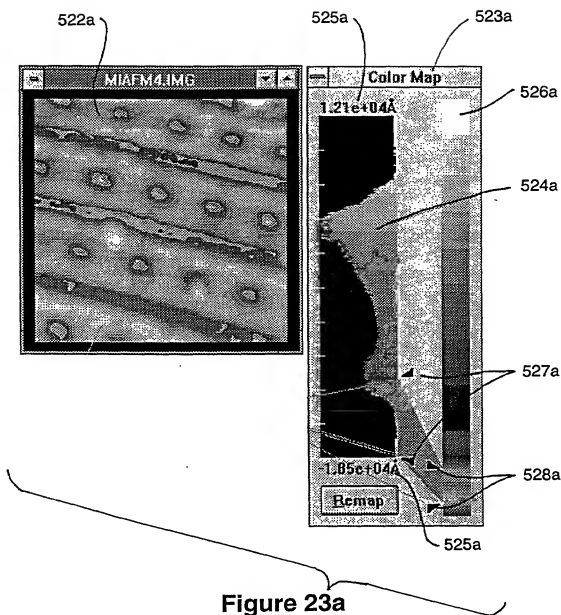 522a
525a
523a
MIAFM4.IMG
Color Map
526a
1.21e+04Å
524a
527a
528a
-1.85e+04Å
Remap
525a
Figure 23a